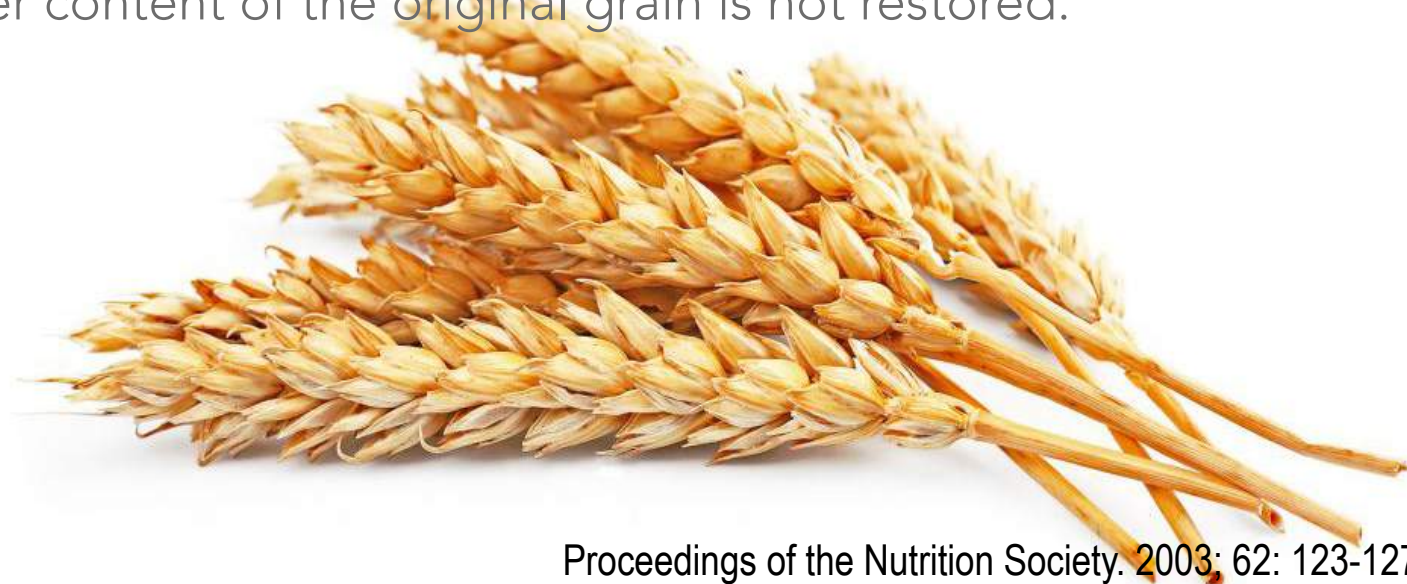 er content of the original grain is not restored.
Proceedings of the Nutrition Society. 2003; 62: 123-127